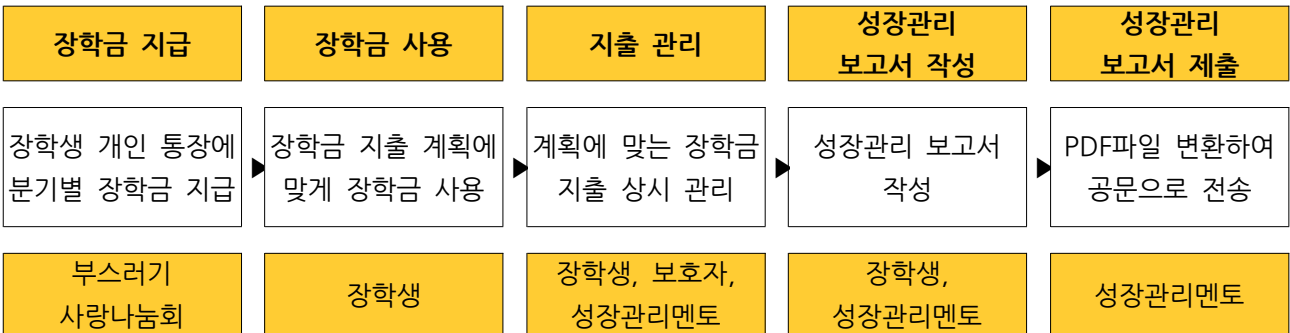 장학금 지급
장학금 사용
지출 관리
성장관리
보고서 작성
성장관리
보고서 제출
장학생 개인 통장에
분기별 장학금 지급
▶
장학금 지출 계획에
맞게 장학금 사용
▶
계획에 맞는 장학금
지출 상시 관리
▶
성장관리 보고서
작성
▶
PDF파일 변환하여
공문으로 전송
부스러기
사랑나눔회
장학생
장학생, 보호자,
성장관리멘토
장학생,
성장관리멘토
성장관리멘토